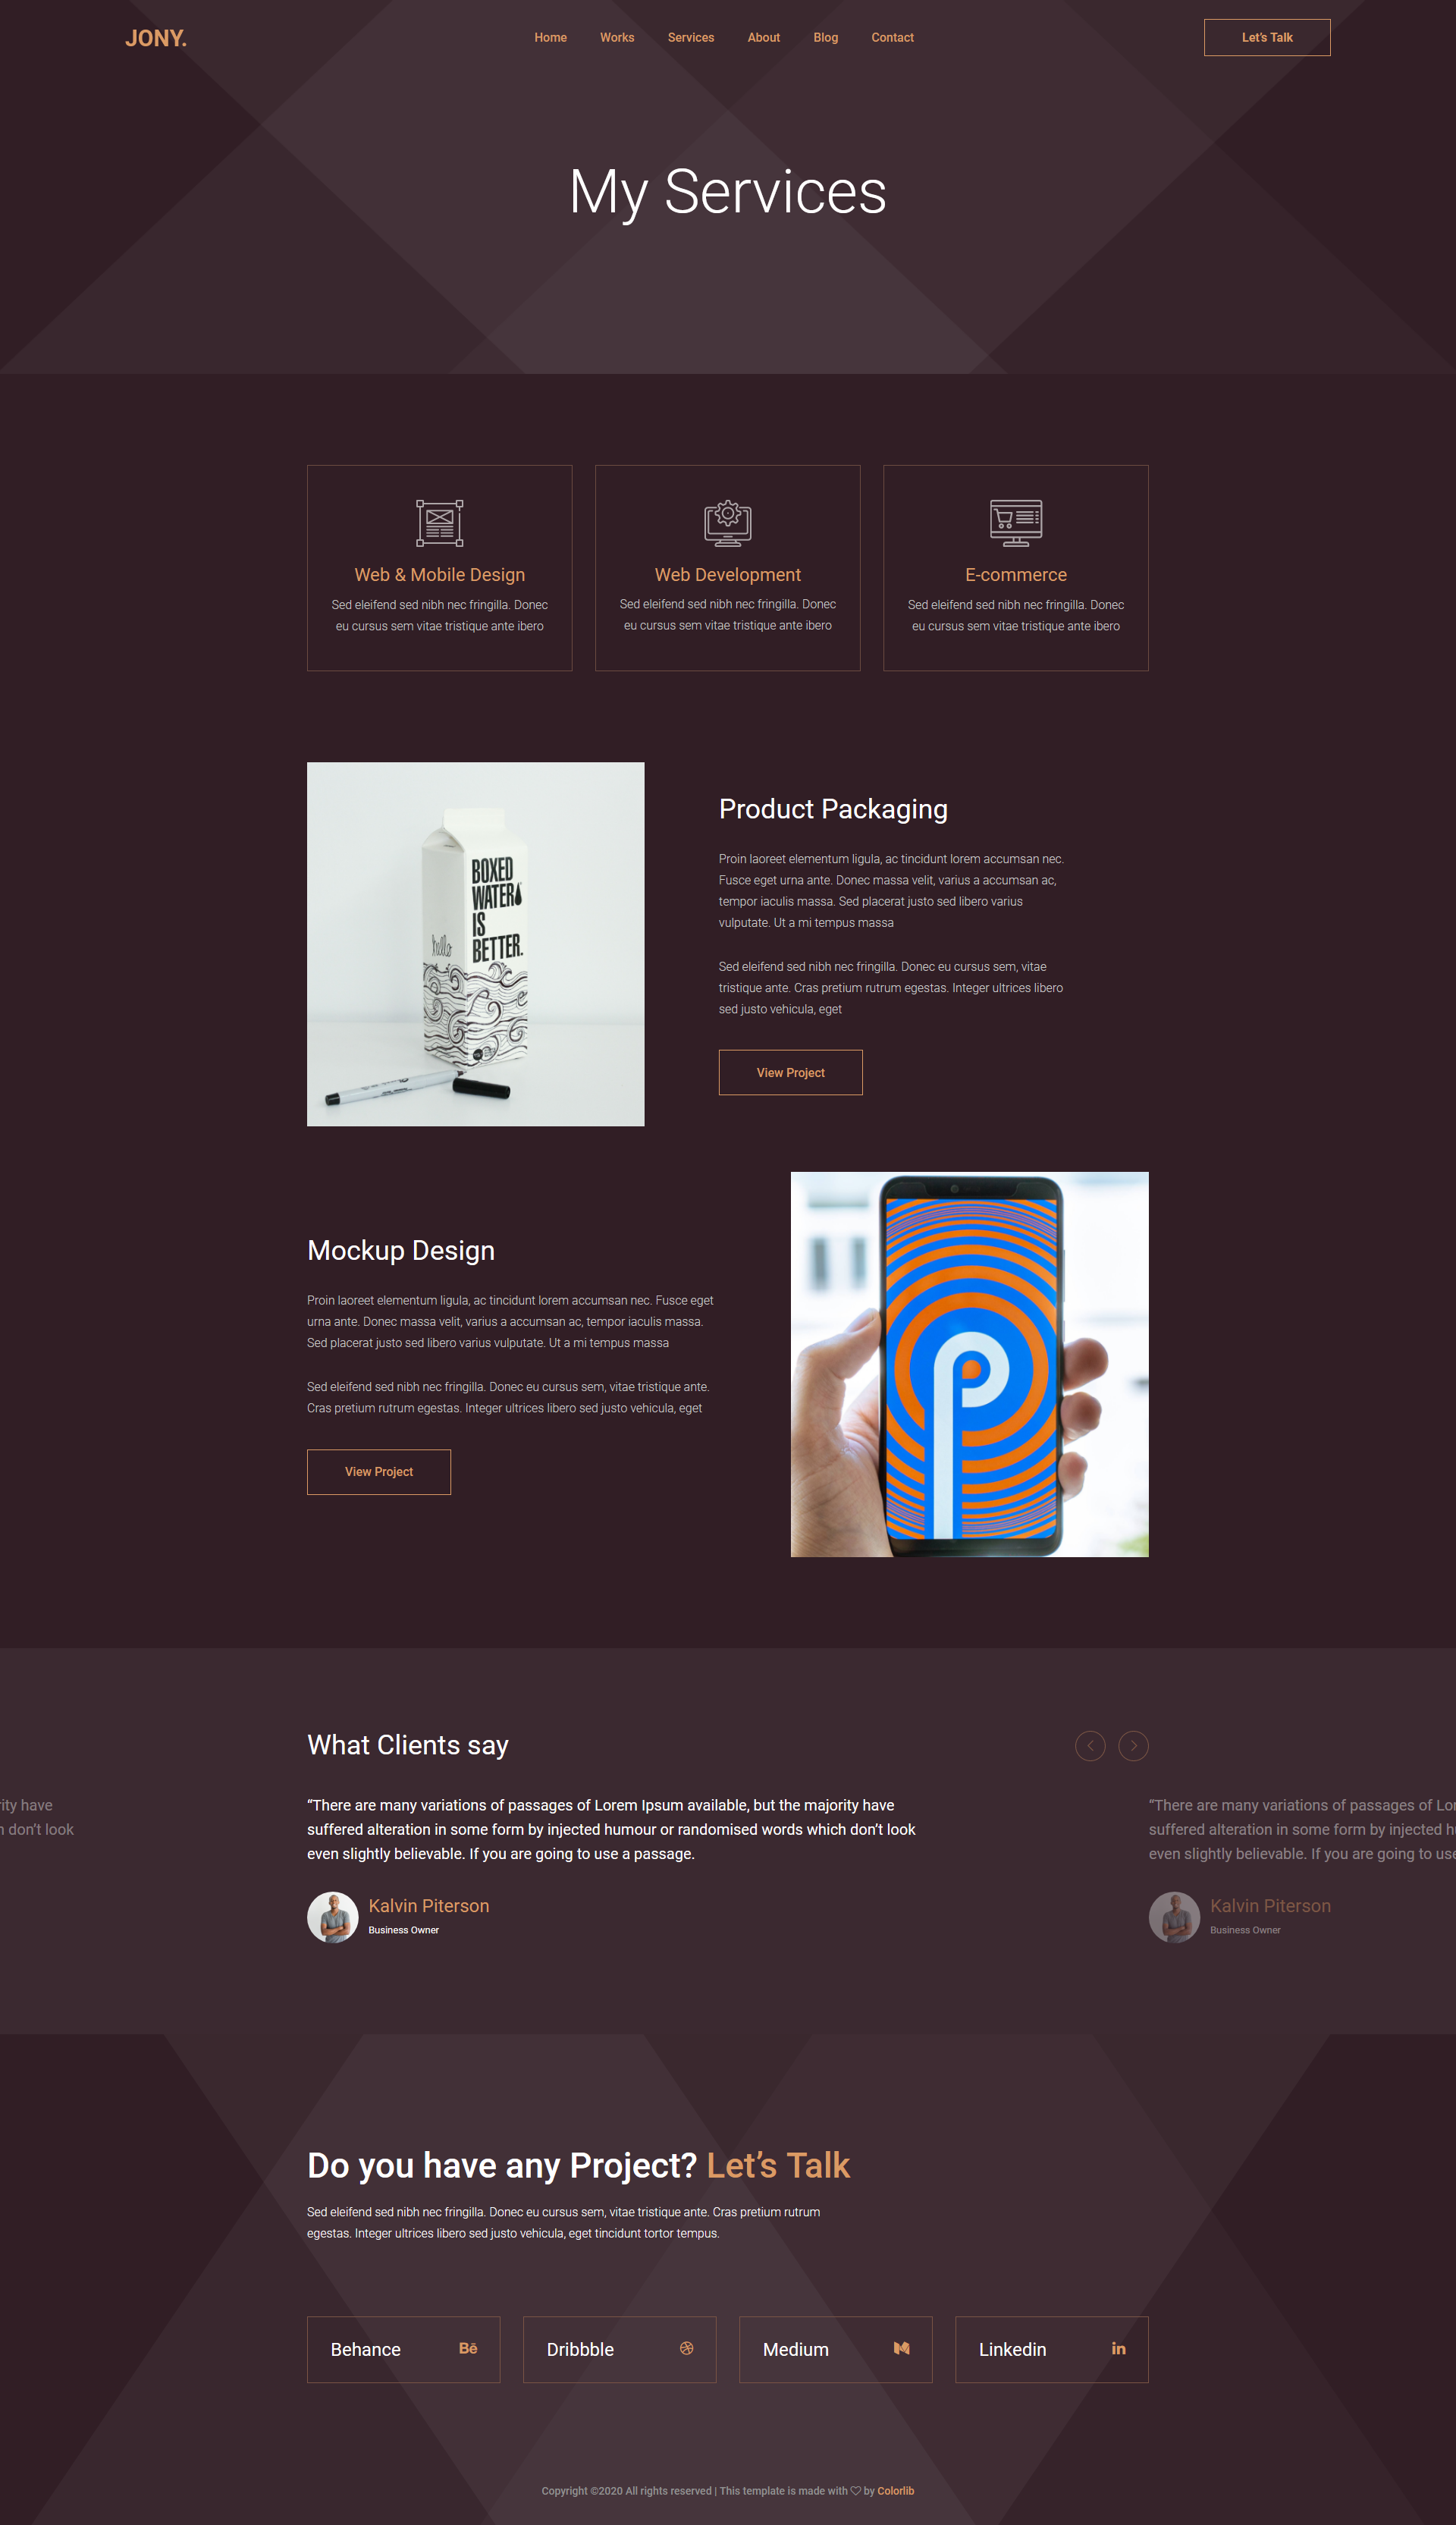 JONY.
Home
Works
Services
About
Blog
Contact
Let's Talk
My Services
Web & Mobile Design
Sed eleifend sed nibh nec fringilla. Donec
eu cursus sem vitae tristique ante ibero
Web Development
Sed eleifend sed nibh nec fringilla. Donec
eu cursus sem vitae tristique ante ibero
E-commerce
Sed eleifend sed nibh nec fringilla. Donec
eu cursus sem vitae tristique ante ibero
BOXED
WATER
IS
BETTER.
hello
Product Packaging
Proin laoreet elementum ligula, ac tincidunt lorem accumsan nec.
Fusce eget urna ante. Donec massa velit, varius a accumsan ac,
tempor iaculis massa. Sed placerat justo sed libero varius
vulputate. Ut a mi tempus massa
Sed eleifend sed nibh nec fringilla. Donec eu cursus sem, vitae
tristique ante. Cras pretium rutrum egestas. Integer ultrices libero
sed justo vehicula, eget
View Project
Mockup Design
Proin laoreet elementum ligula, ac tincidunt lorem accumsan nec. Fusce eget
urna ante. Donec massa velit, varius a accumsan ac, tempor iaculis massa.
Sed placerat justo sed libero varius vulputate. Ut a mi tempus massa
Sed eleifend sed nibh nec fringilla. Donec eu cursus sem, vitae tristique ante.
Cras pretium rutrum egestas. Integer ultrices libero sed justo vehicula, eget
View Project
What Clients say
rity have
don't look
“There are many variations of passages of Lorem Ipsum available, but the majority have
suffered alteration in some form by injected humour or randomised words which don't look
even slightly believable. If you are going to use a passage.
Kalvin Piterson
Business Owner
“There are many variations of passages of Lor
suffered alteration in some form by injected h
even slightly believable. If you are going to use
Kalvin Piterson
Business Owner
Do you have any Project? Let's Talk
Sed eleifend sed nibh nec fringilla. Donec eu cursus sem, vitae tristique ante. Cras pretium rutrum
egestas. Integer ultrices libero sed justo vehicula, eget tincidunt tortor tempus.
Behance
Dribbble
Medium
Linkedin
Copyright ©2020 All rights reserved | This template is made with ♡ by Colorlib